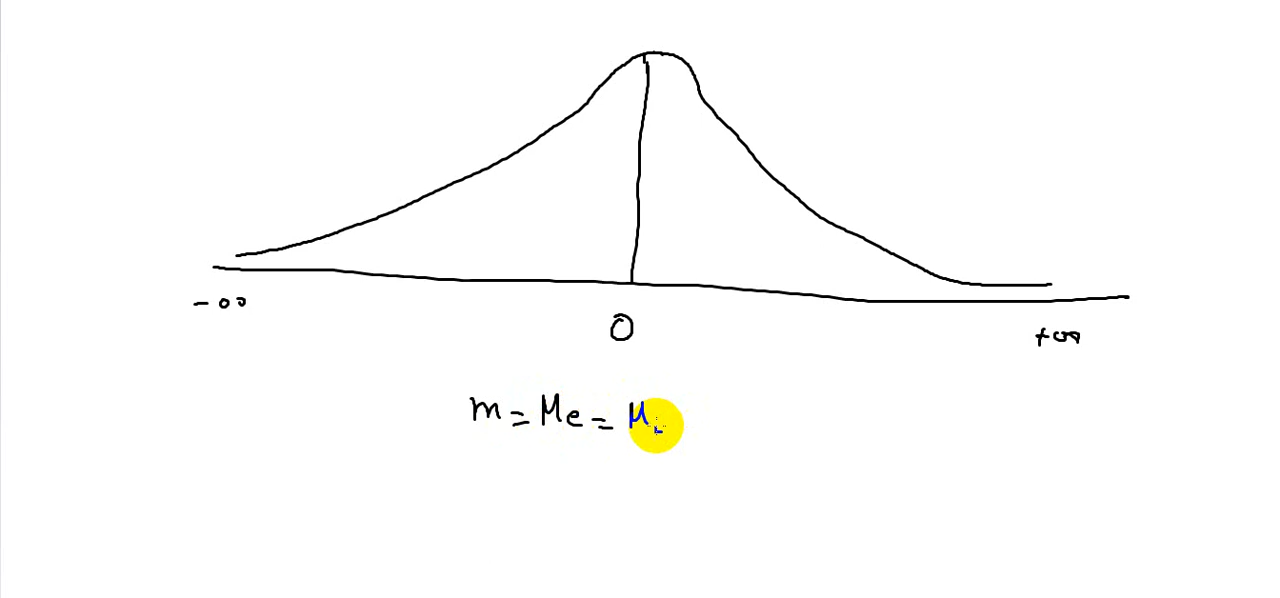 -∞ +∞
0
m = Me = M